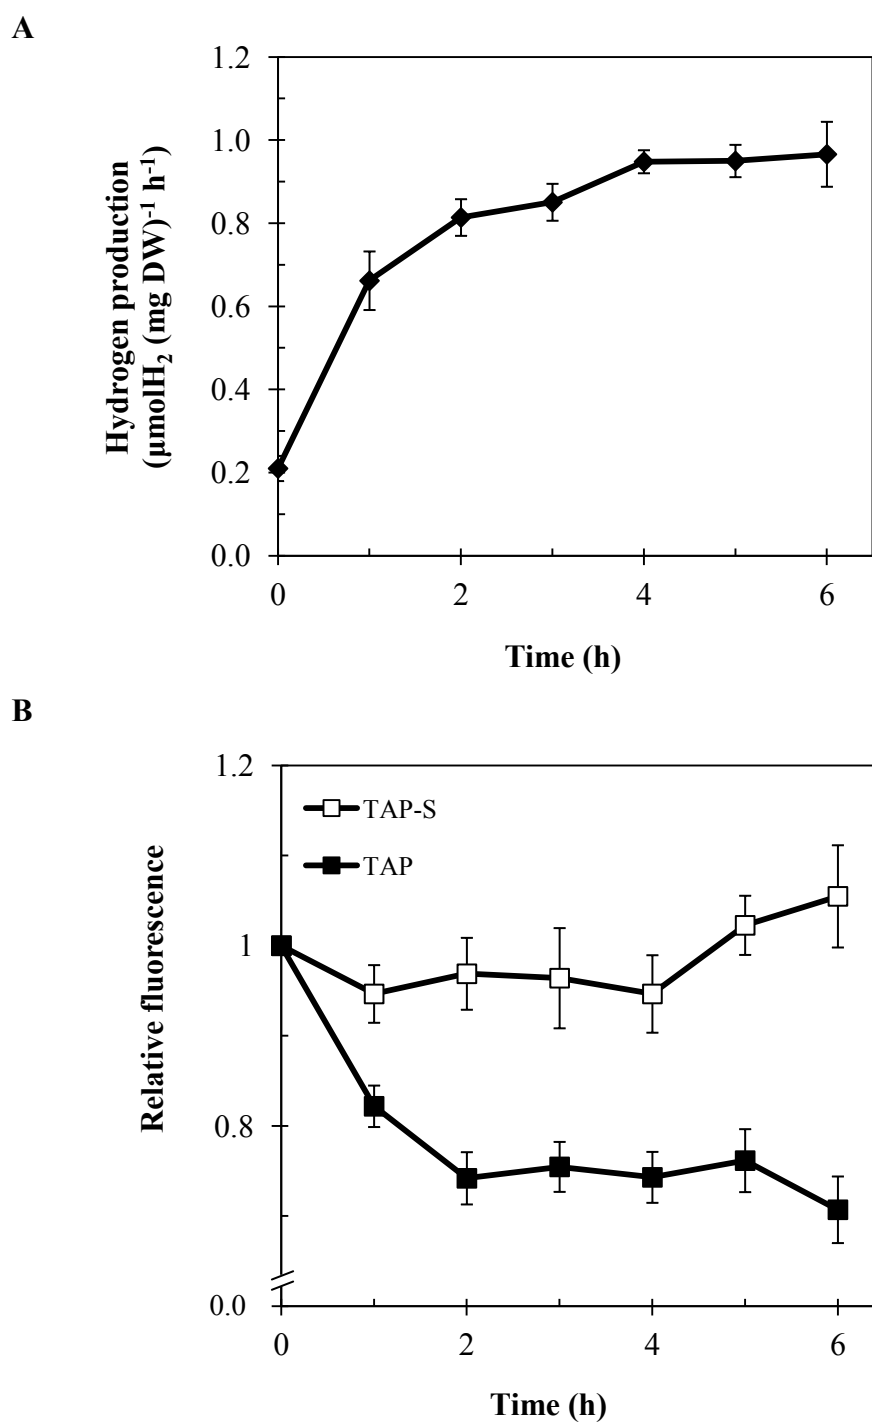 A
1.2
1.0
0.8
0.6
0.4
0.2
0.0
Hydrogen production
(µmolH₂ (mg DW)⁻¹ h⁻¹)
0 2 4 6
Time (h)
B
1.2
1
0.8
0.0
Relative fluorescence
TAP-S
TAP
0 2 4 6
Time (h)